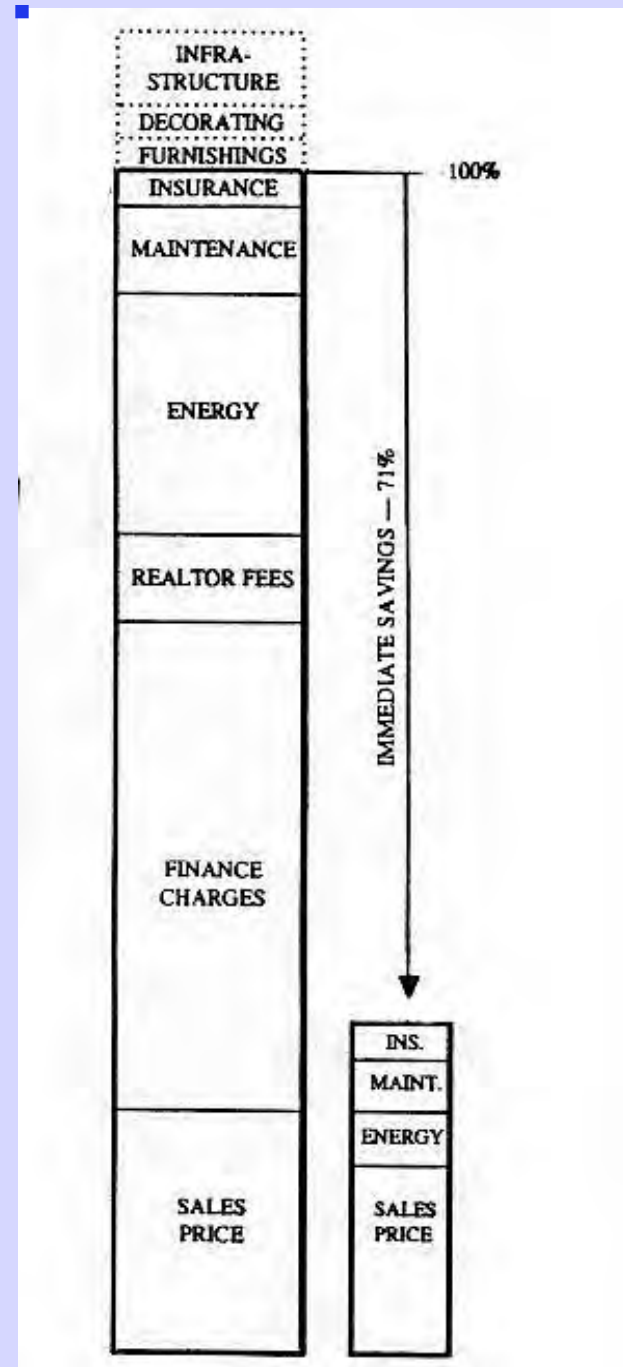 INFRA-
STRUCTURE
DECORATING
FURNISHINGS
INSURANCE
100%
MAINTENANCE
ENERGY
REALTOR FEES
IMMEDIATE SAVINGS — 71%
FINANCE
CHARGES
SALES
PRICE
INS.
MAINT.
ENERGY
SALES
PRICE